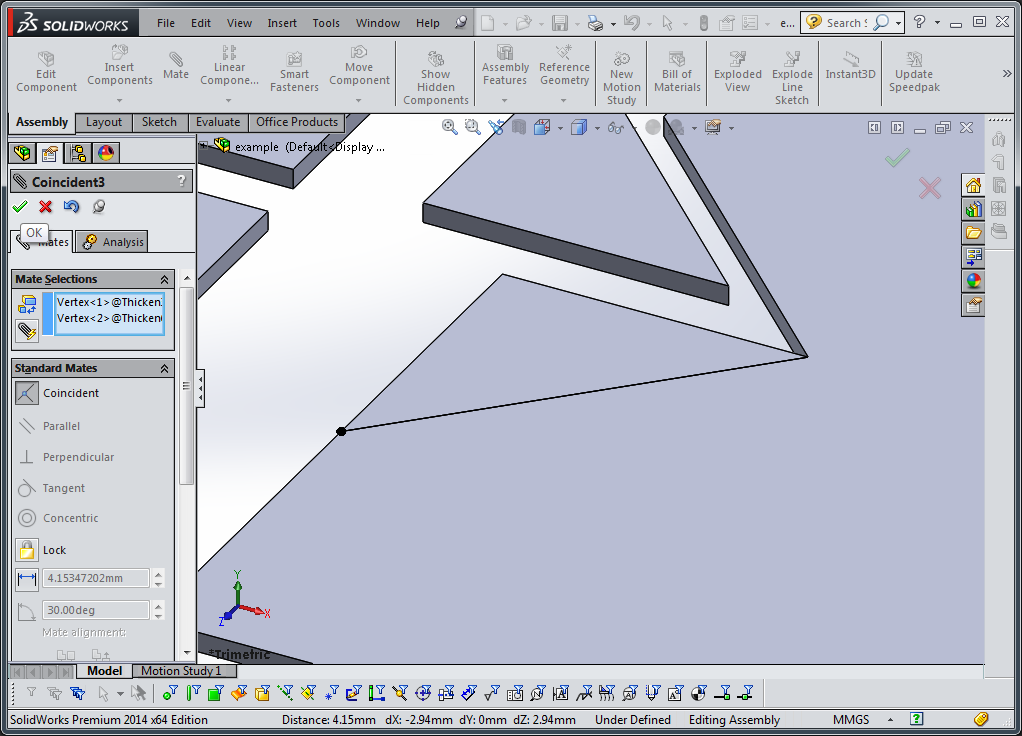 SOLIDWORKS File Edit View Insert Tools Window Help e... Search
Edit Component
Insert Components
Mate
Linear Compone...
Smart Fasteners
Move Component
Show Hidden Components
Assembly Features
Reference Geometry
New Motion Study
Bill of Materials
Exploded View
Explode Line Sketch
Instant3D
Update Speedpak
Assembly Layout Sketch Evaluate Office Products
example (Default<Display ...
Coincident3 ?
OK
Mates Analysis
Mate Selections
Vertex<1>@Thicken
Vertex<2>@Thicken
Standard Mates
Coincident
Parallel
Perpendicular
Tangent
Concentric
Lock
4.15347202mm
30.00deg
Mate alignment:
Y
X
Z
*Trimetric
Model Motion Study 1
SolidWorks Premium 2014 x64 Edition Distance: 4.15mm dX: -2.94mm dY: 0mm dZ: 2.94mm Under Defined Editing Assembly MMGS ?